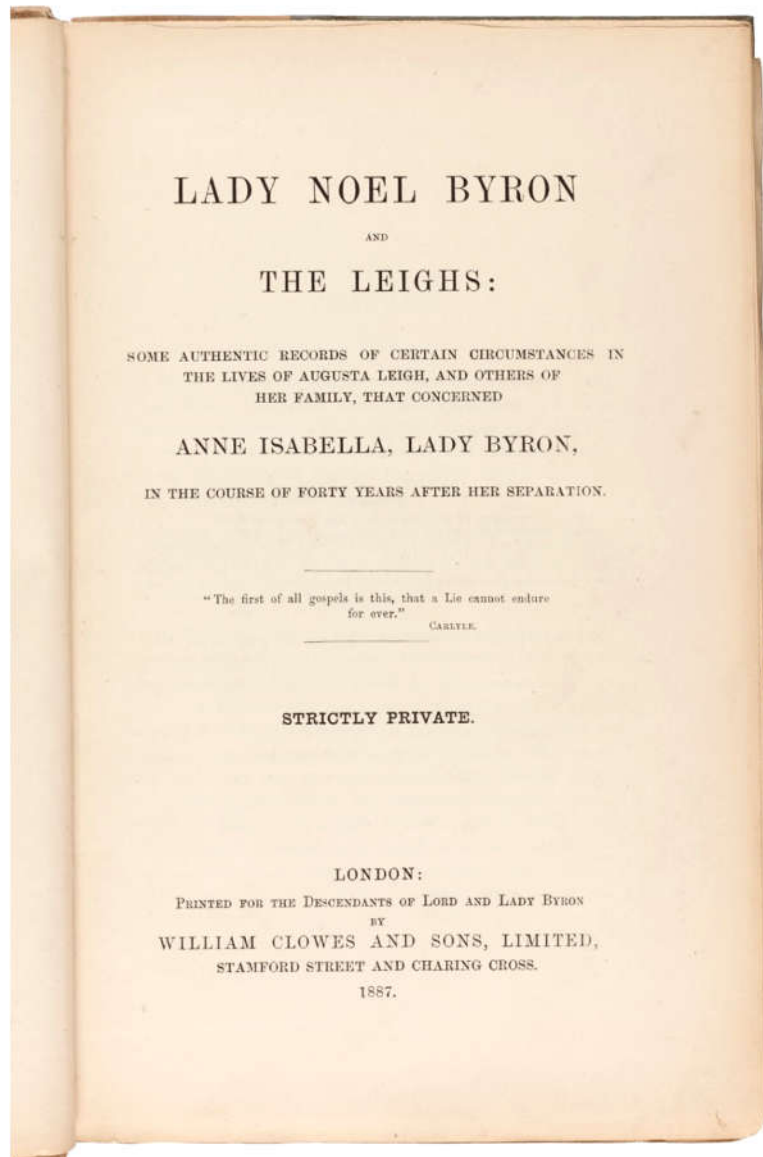 LADY NOEL BYRON
AND
THE LEIGHS:
SOME AUTHENTIC RECORDS OF CERTAIN CIRCUMSTANCES IN
THE LIVES OF AUGUSTA LEIGH, AND OTHERS OF
HER FAMILY, THAT CONCERNED
ANNE ISABELLA, LADY BYRON,
IN THE COURSE OF FORTY YEARS AFTER HER SEPARATION.
"The first of all gospels is this, that a Lie cannot endure
for ever."
CARLYLE.
STRICTLY PRIVATE.
LONDON:
PRINTED FOR THE DESCENDANTS OF LORD AND LADY BYRON
BY
WILLIAM CLOWES AND SONS, LIMITED,
STAMFORD STREET AND CHARING CROSS.
1887.